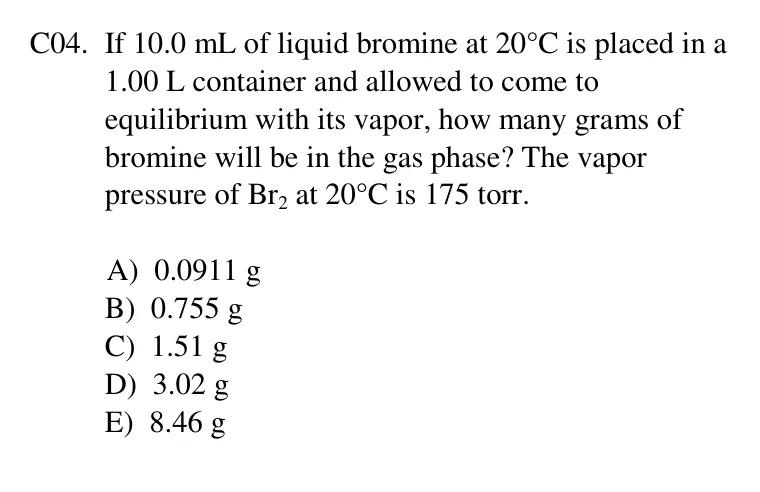 C04. If 10.0 mL of liquid bromine at 20°C is placed in a
1.00 L container and allowed to come to
equilibrium with its vapor, how many grams of
bromine will be in the gas phase? The vapor
pressure of Br₂ at 20°C is 175 torr.
A) 0.0911 g
B) 0.755 g
C) 1.51 g
D) 3.02 g
E) 8.46 g